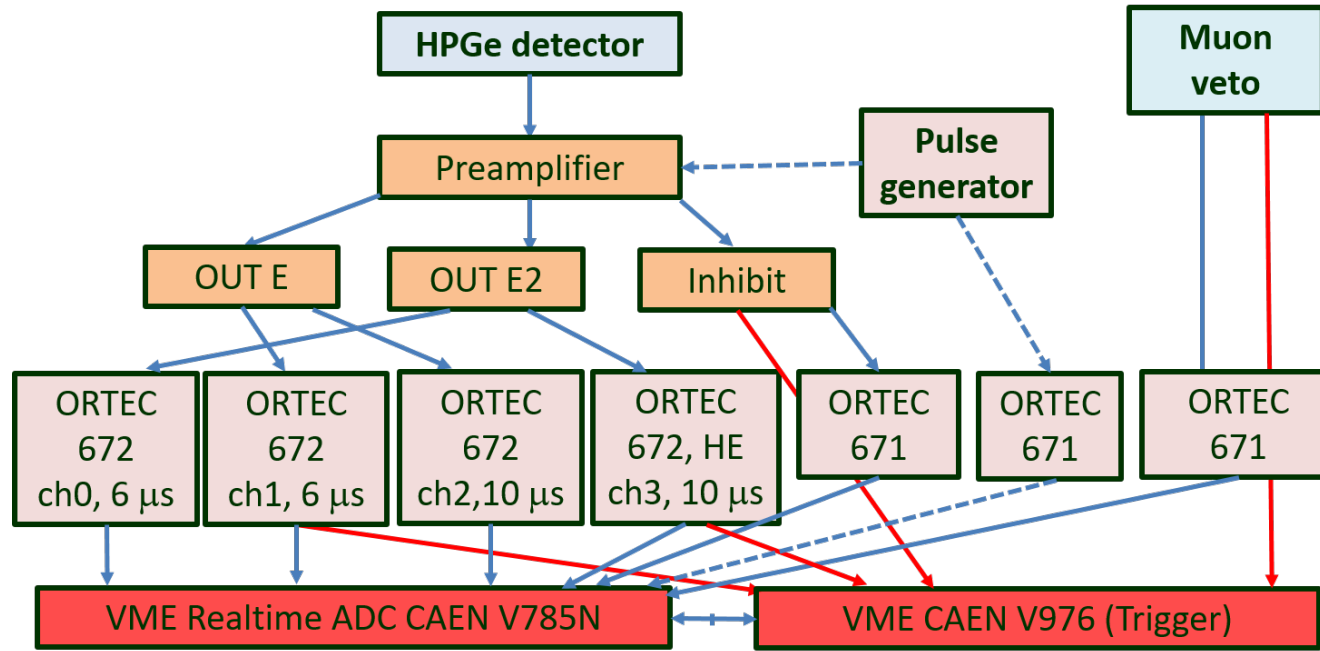 HPGe detector
Muon
veto
Preamplifier
Pulse
generator
OUT E
OUT E2
Inhibit
ORTEC
672
ch0, 6 μs
ORTEC
672
ch1, 6 μs
ORTEC
672
ch2,10 μs
ORTEC
672, HE
ch3, 10 μs
ORTEC
671
ORTEC
671
ORTEC
671
VME Realtime ADC CAEN V785N
VME CAEN V976 (Trigger)